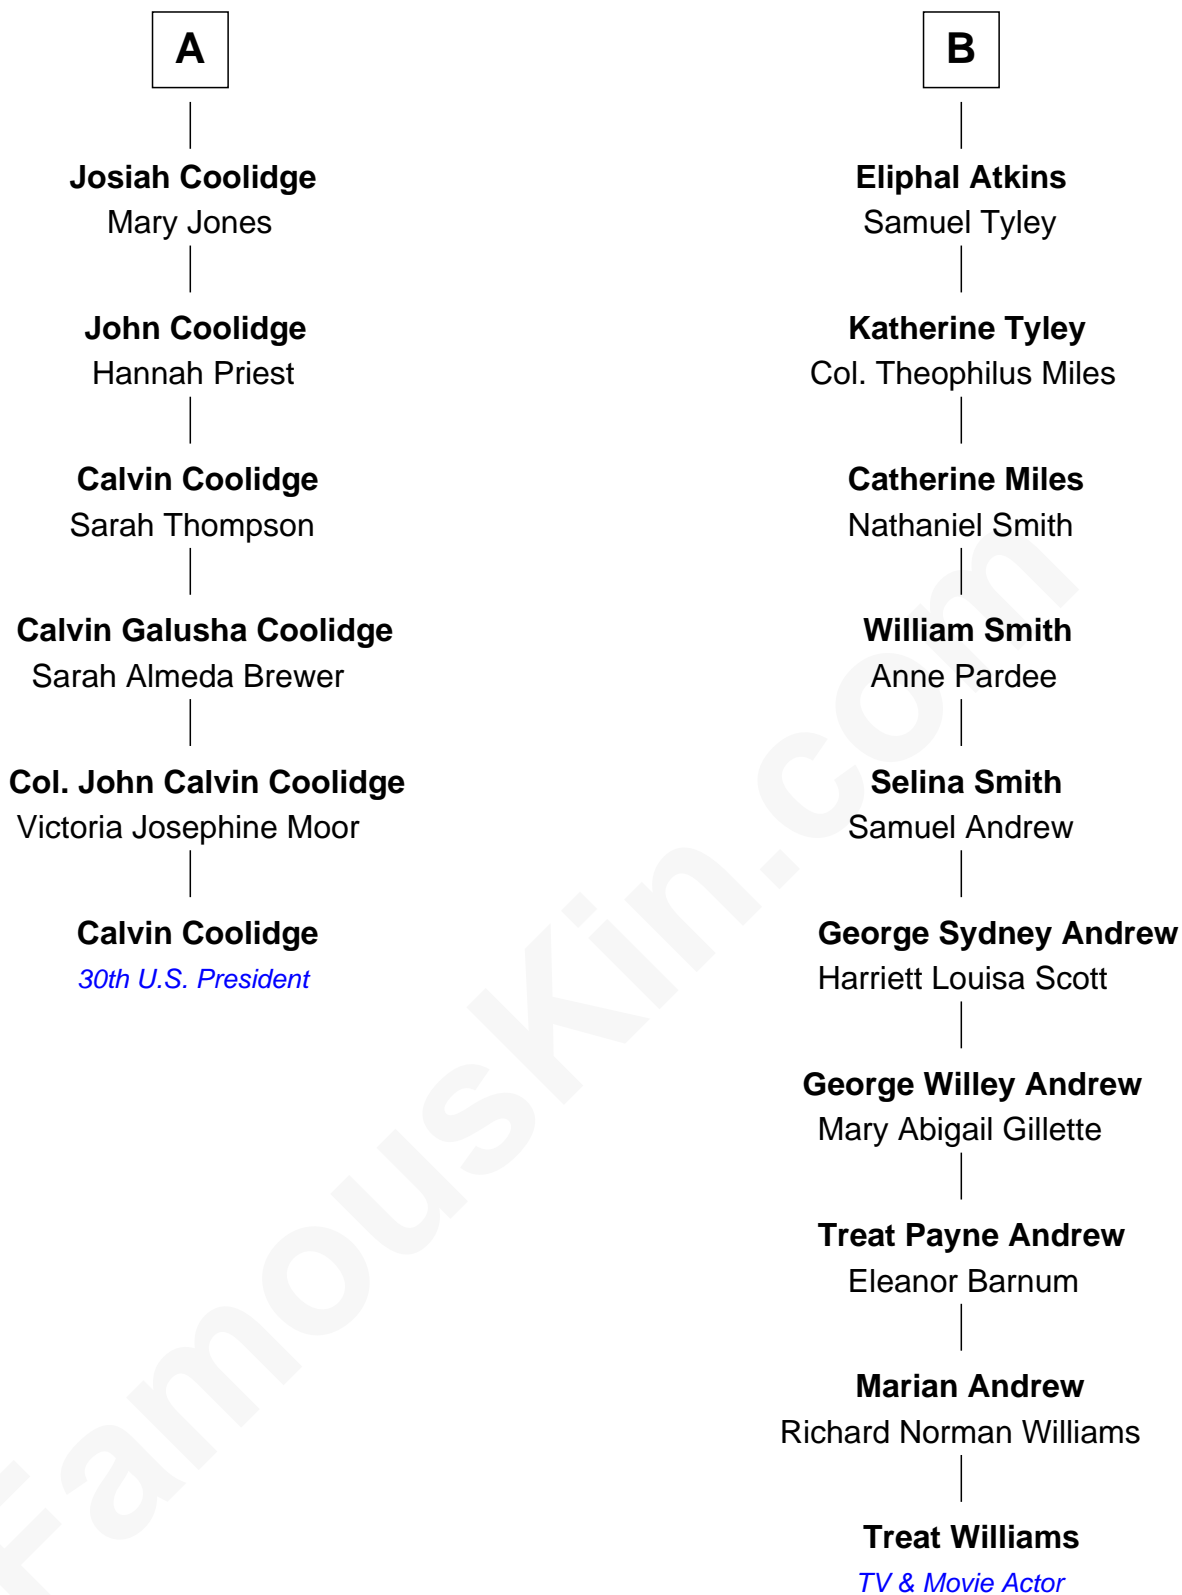 A
Josiah Coolidge
Mary Jones
John Coolidge
Hannah Priest
Calvin Coolidge
Sarah Thompson
Calvin Galusha Coolidge
Sarah Almeda Brewer
Col. John Calvin Coolidge
Victoria Josephine Moor
Calvin Coolidge
30th U.S. President
B
Eliphal Atkins
Samuel Tyley
Katherine Tyley
Col. Theophilus Miles
Catherine Miles
Nathaniel Smith
William Smith
Anne Pardee
Selina Smith
Samuel Andrew
George Sydney Andrew
Harriett Louisa Scott
George Willey Andrew
Mary Abigail Gillette
Treat Payne Andrew
Eleanor Barnum
Marian Andrew
Richard Norman Williams
Treat Williams
TV & Movie Actor
FamousKin.com